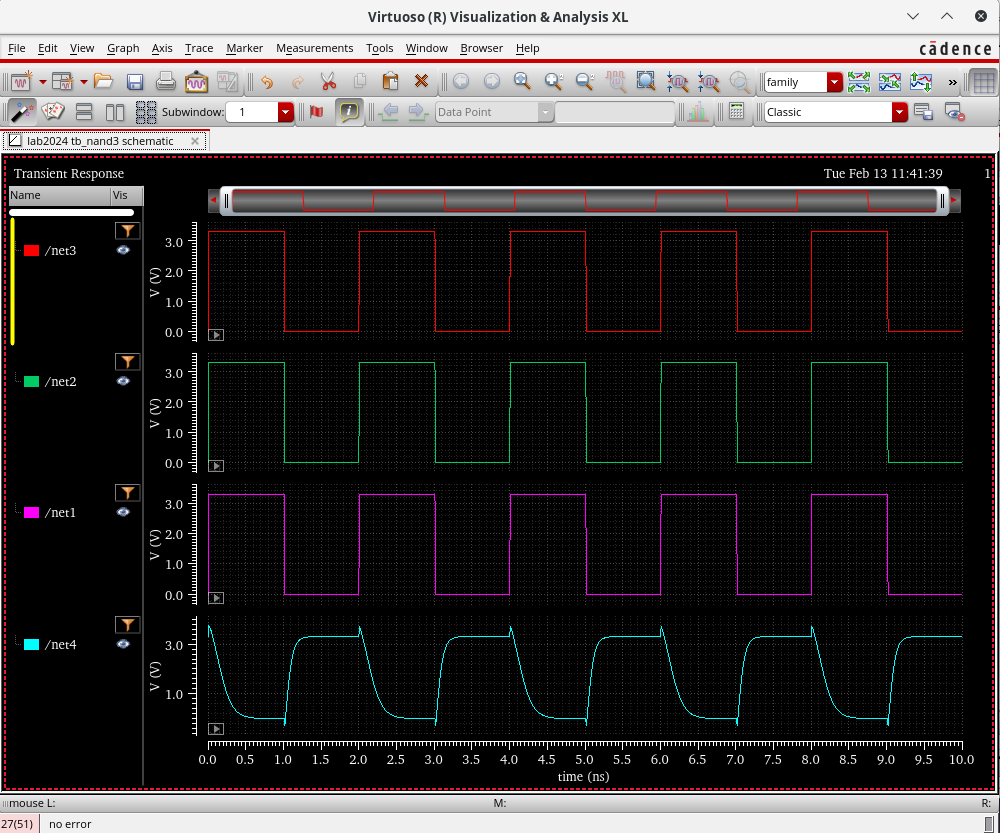 Virtuoso (R) Visualization & Analysis XL
File Edit View Graph Axis Trace Marker Measurements Tools Window Browser Help
cādence
family
»
Subwindow: 1
Data Point
Classic
lab2024 tb_nand3 schematic
Transient Response
Tue Feb 13 11:41:39
1
Name Vis
/net3
V (V)
3.0
2.0
1.0
0.0
/net2
V (V)
3.0
2.0
1.0
0.0
/net1
V (V)
3.0
2.0
1.0
0.0
/net4
V (V)
3.0
1.0
0.0 0.5 1.0 1.5 2.0 2.5 3.0 3.5 4.0 4.5 5.0 5.5 6.0 6.5 7.0 7.5 8.0 8.5 9.0 9.5 10.0
time (ns)
mouse L: M: R:
27(51) no error